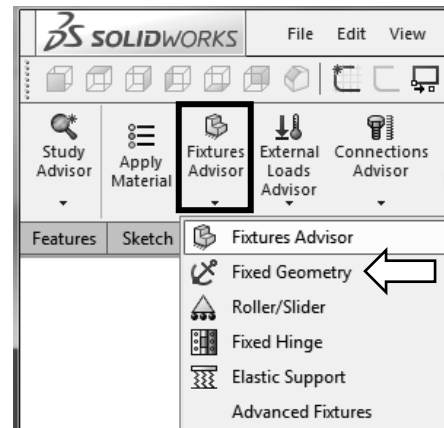 SOLIDWORKS File Edit View
Study Advisor
Apply Material
Fixtures Advisor
External Loads Advisor
Connections Advisor
Features Sketch
Fixtures Advisor
Fixed Geometry
Roller/Slider
Fixed Hinge
Elastic Support
Advanced Fixtures